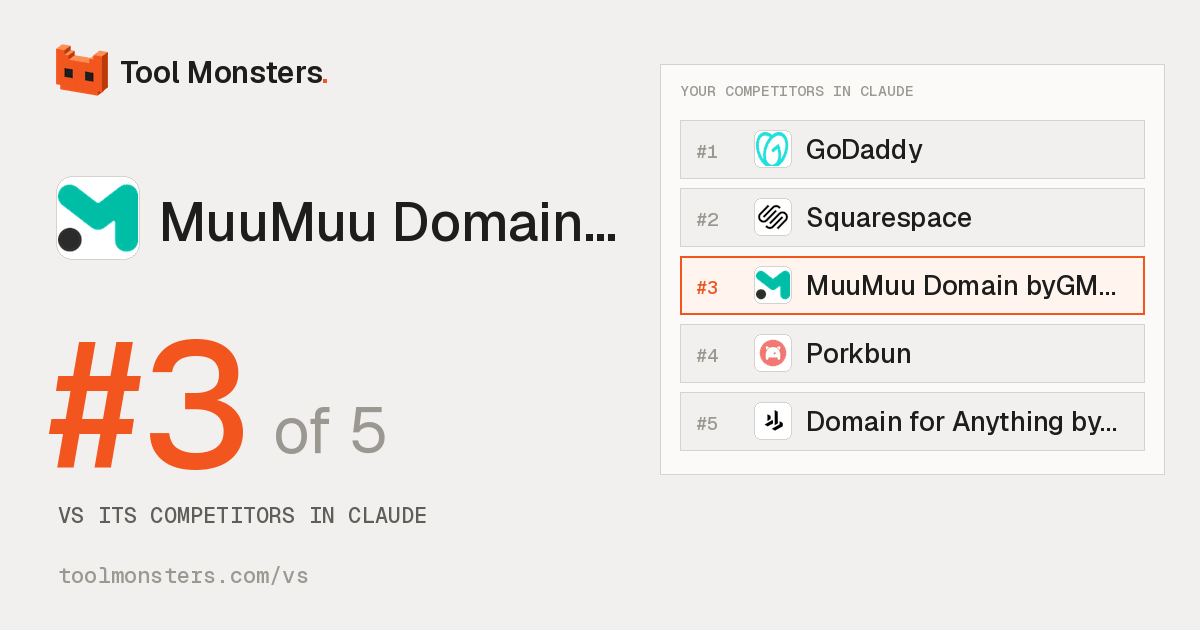 Tool Monsters.
MuuMuu Domain...
#3 of 5
VS ITS COMPETITORS IN CLAUDE
toolmonsters.com/vs
YOUR COMPETITORS IN CLAUDE
#1 GoDaddy
#2 Squarespace
#3 MuuMuu Domain byGM...
#4 Porkbun
#5 Domain for Anything by...